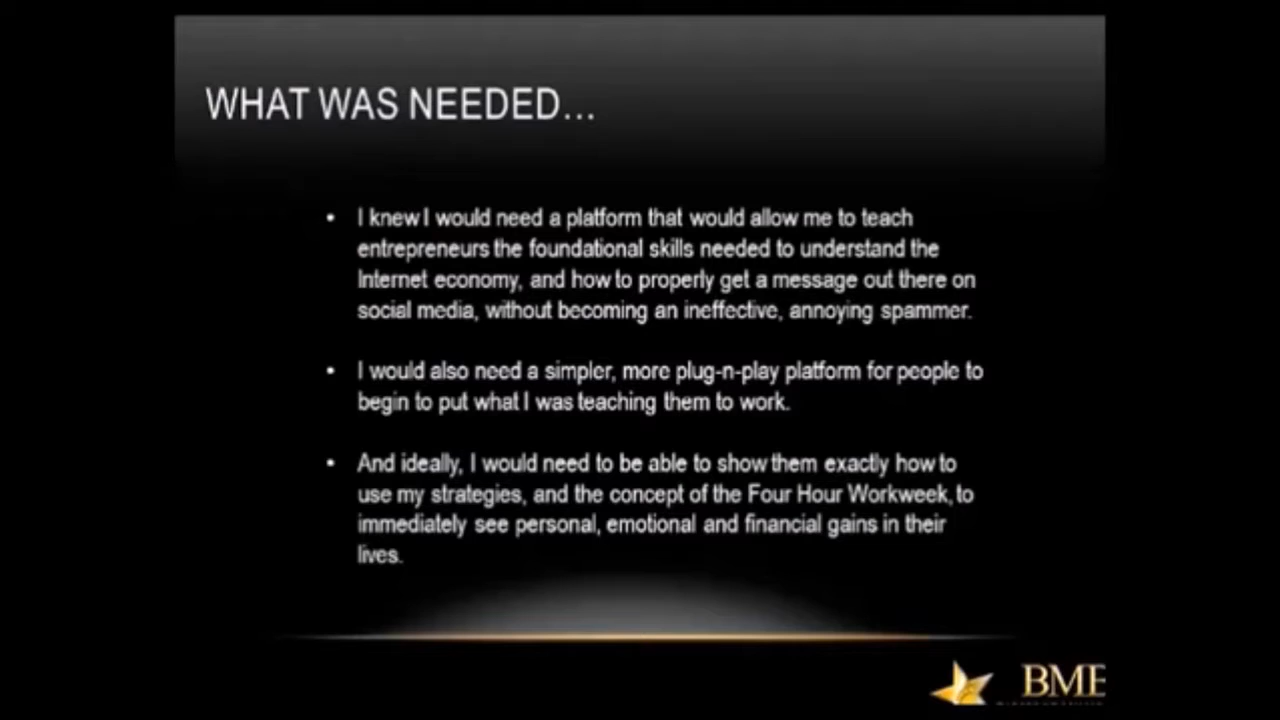 WHAT WAS NEEDED...
• I knew I would need a platform that would allow me to teach
entrepreneurs the foundational skills needed to understand the
Internet economy, and how to properly get a message out there on
social media, without becoming an ineffective, annoying spammer.
• I would also need a simpler, more plug-n-play platform for people to
begin to put what I was teaching them to work.
• And ideally, I would need to be able to show them exactly how to
use my strategies, and the concept of the Four Hour Workweek, to
immediately see personal, emotional and financial gains in their
lives.
BME